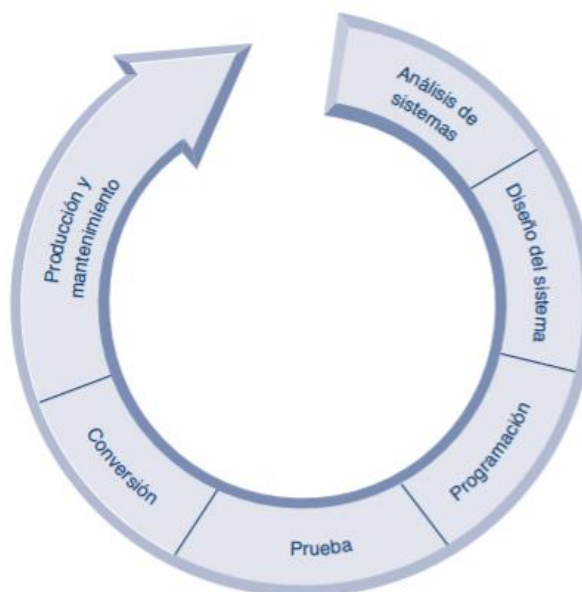 Análisis de
sistemas
Diseño del sistema
Programación
Prueba
Conversión
Producción y
mantenimiento